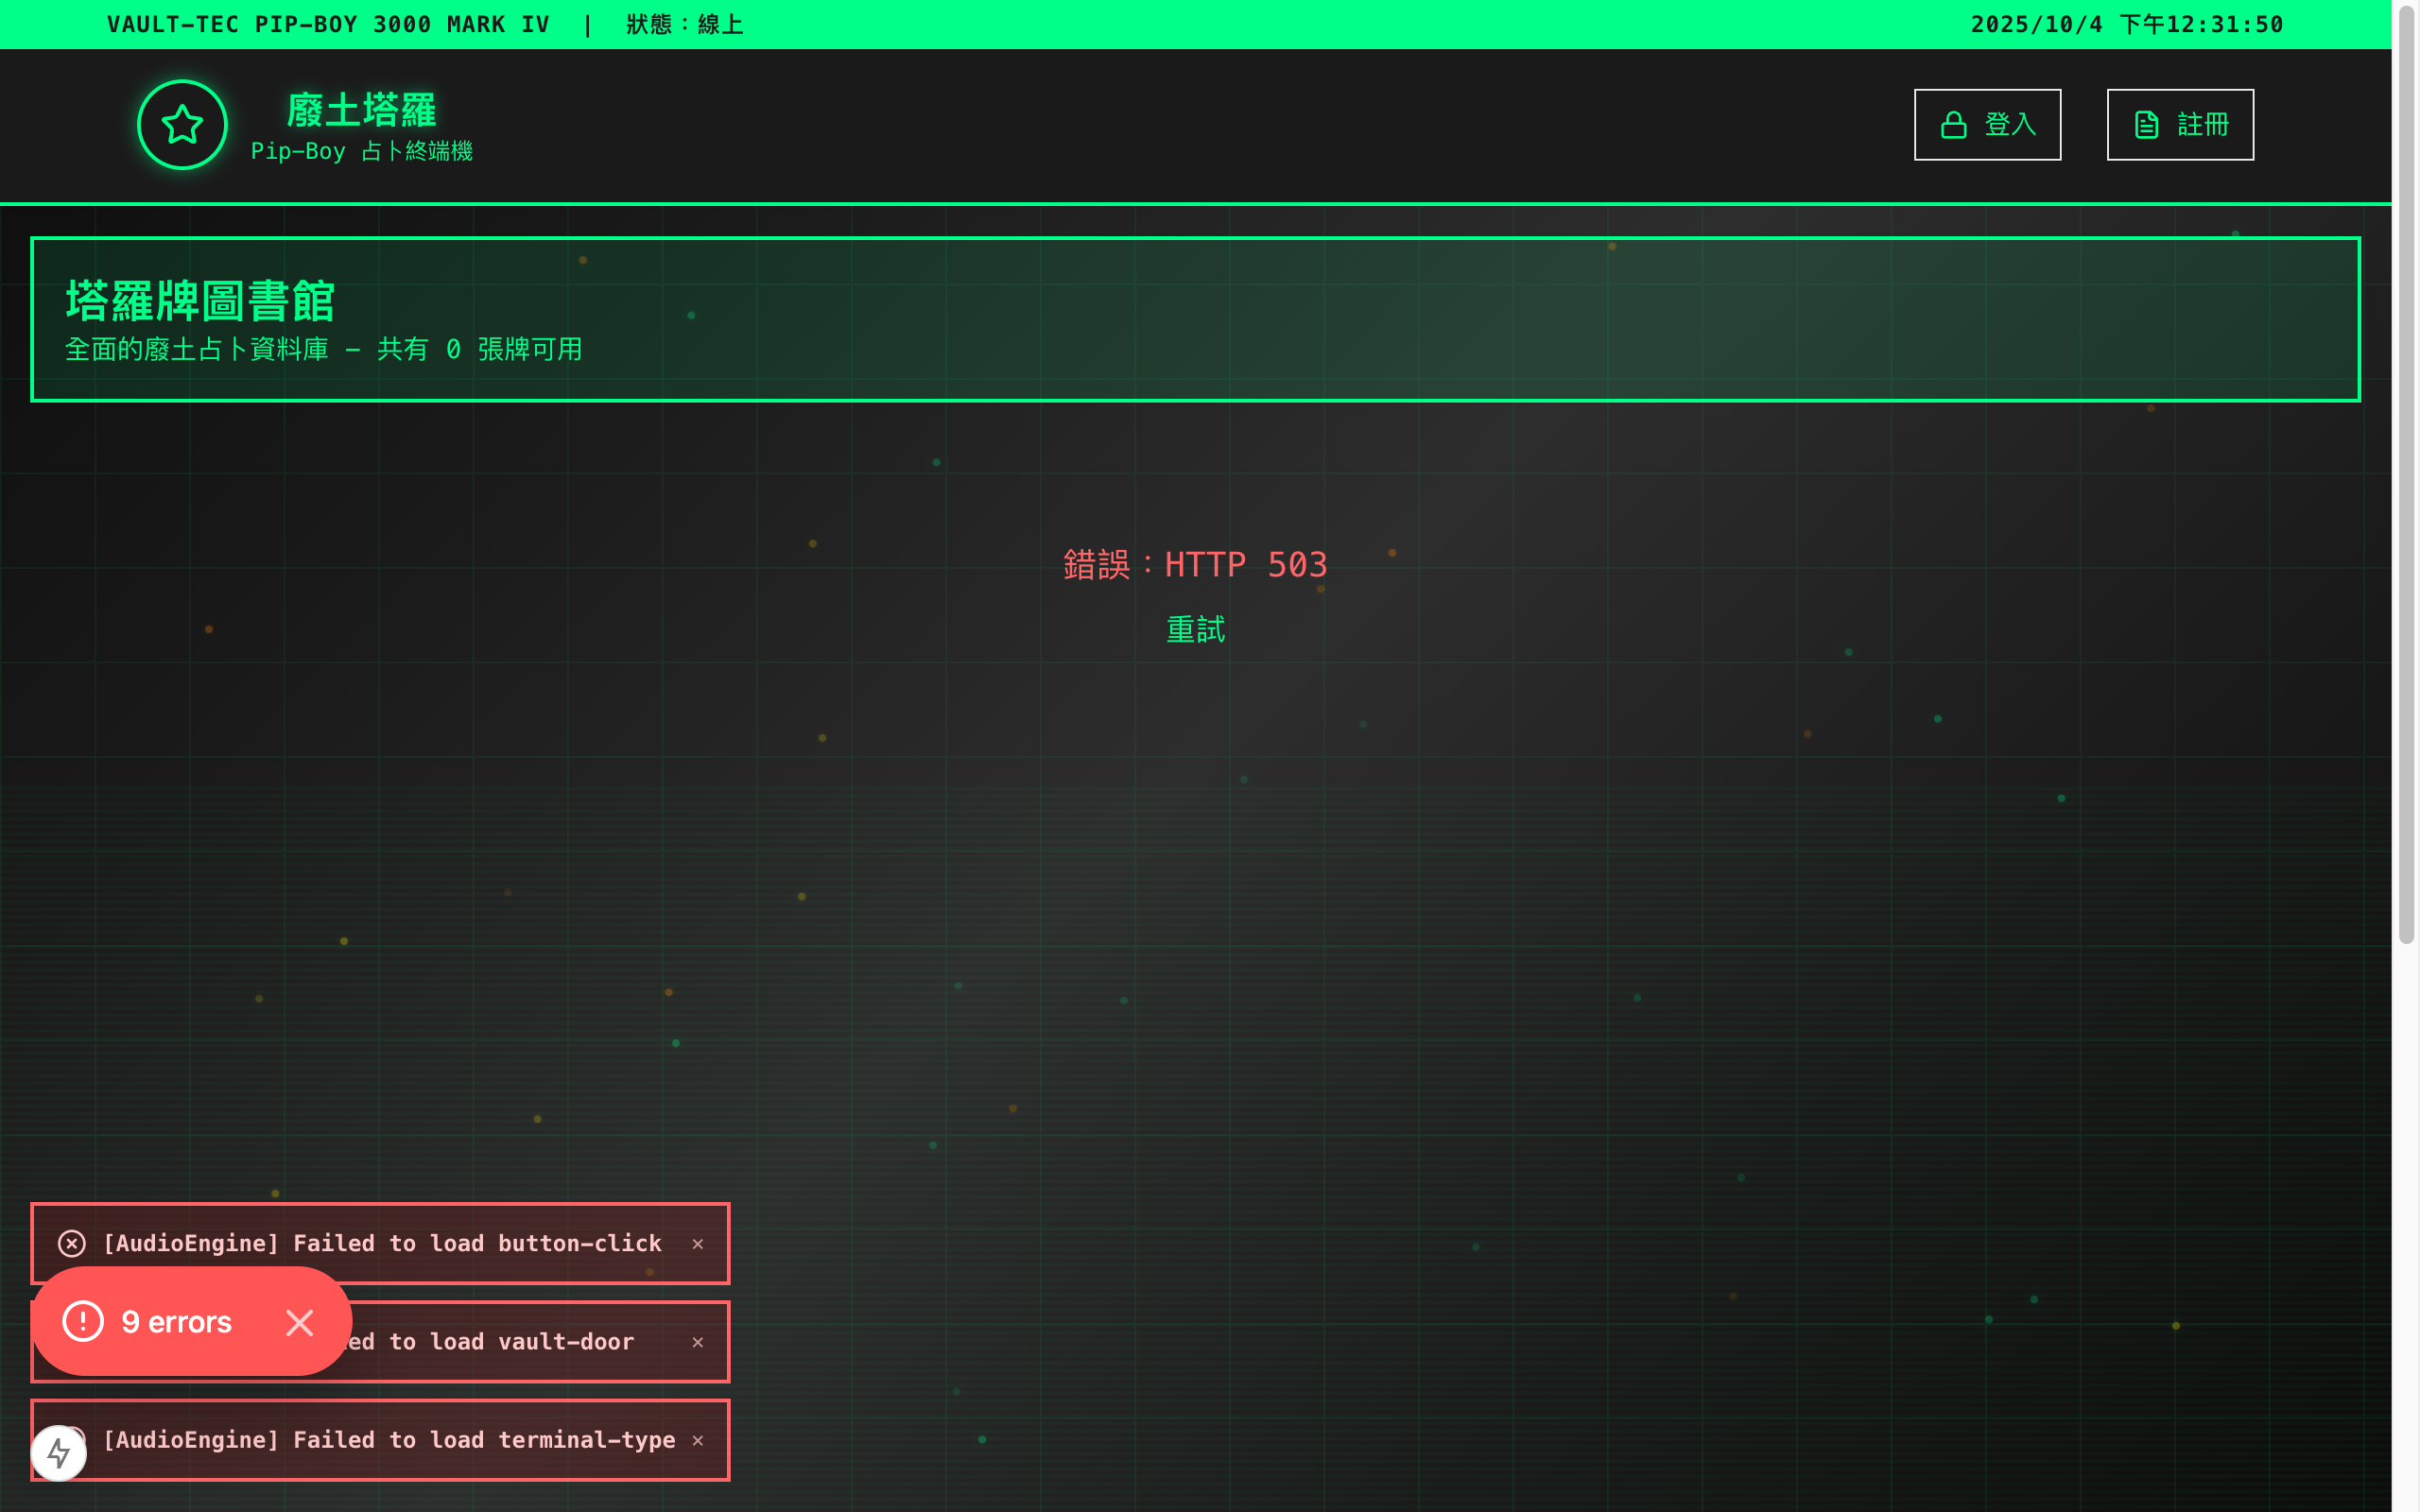 VAULT-TEC PIP-BOY 3000 MARK IV | 狀態：線上
2025/10/4 下午12:31:50
廢土塔羅
Pip-Boy 占卜終端機
登入
註冊
塔羅牌圖書館
全面的廢土占卜資料庫 - 共有 0 張牌可用
錯誤：HTTP 503
重試
[AudioEngine] Failed to load button-click ×
9 errors
to load vault-door ×
[AudioEngine] Failed to load terminal-type ×